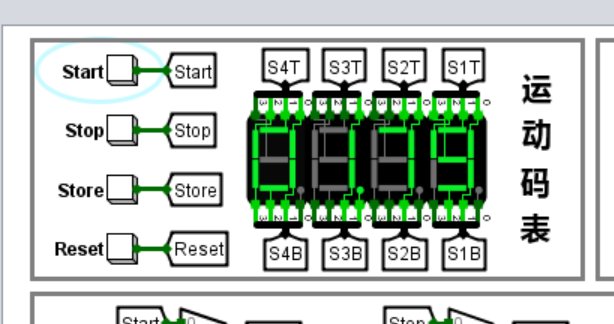 Start Start
Stop Stop
Store Store
Reset Reset
S4T S3T S2T S1T
S4B S3B S2B S1B
运动码表
Start
Stop